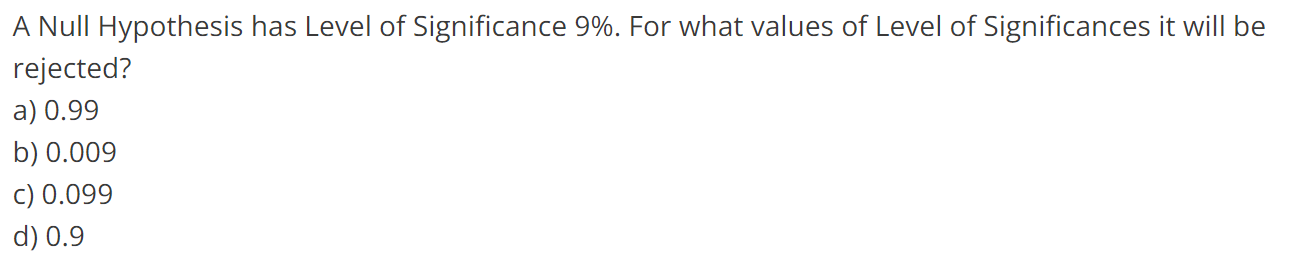 A Null Hypothesis has Level of Significance 9%. For what values of Level of Significances it will be
rejected?
a) 0.99
b) 0.009
c) 0.099
d) 0.9